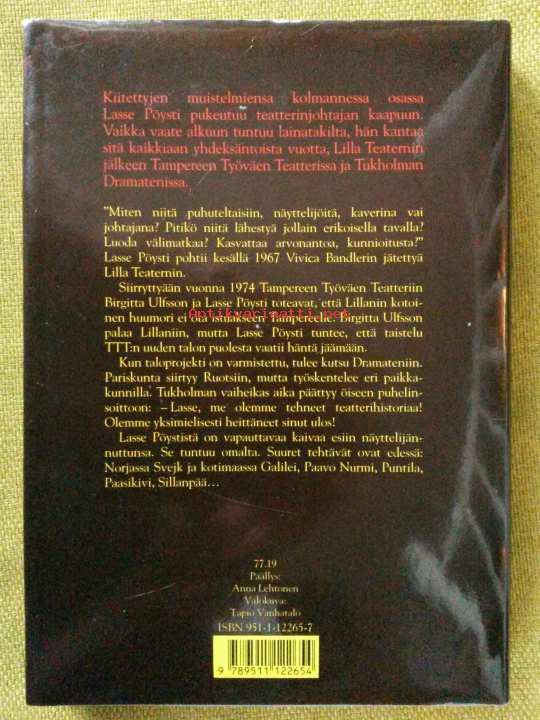 Kiitettyjen muistelmiensa kolmannessa osassa
Lasse Pöysti pukeutuu teatterinjohtajan kaapuun.
Vaikka vaate alkuun tuntuu lainatakilta, hän kantaa
sitä kaikkiaan yhdeksäntoista vuotta, Lilla Teaternin
jälkeen Tampereen Työväen Teatterissa ja Tukholman
Dramatenissa.
"Miten niitä puhuteltaisiin, näyttelijöitä, kaverina vai
johtajana? Pitikö niitä lähestyä jollain erikoisella tavalla?
Luoda välimatkaa? Kasvattaa arvonantoa, kunnioitusta?"
Lasse Pöysti pohtii kesällä 1967 Vivica Bandlerin jätettyä
Lilla Teaternin.
Siirryttyään vuonna 1974 Tampereen Työväen Teatteriin
Birgitta Ulfsson ja Lasse Pöysti toteavat, että Lillanin kotoi-
nen huumori ei ota istuakseen Tampereelle. Birgitta Ulfsson
palaa Lillaniin, mutta Lasse Pöysti tuntee, että taistelu
TTT:n uuden talon puolesta vaatii häntä jäämään.
Kun taloprojekti on varmistettu, tulee kutsu Dramateniin.
Pariskunta siirtyy Ruotsiin, mutta työskentelee eri paikka-
kunnilla. Tukholman vaiheikas aika päättyy öiseen puhelin-
soittoon: – Lasse, me olemme tehneet teatterihistoriaa!
Olemme yksimielisesti heittäneet sinut ulos!
Lasse Pöystistä on vapauttavaa kaivaa esiin näyttelijän-
nuttunsa. Se tuntuu omalta. Suuret tehtävät ovat edessä:
Norjassa Svejk ja kotimaassa Galilei, Paavo Nurmi, Puntila,
Paasikivi, Sillanpää...
77.19
Päällys:
Anna Lehtonen
Valokuva:
Tapio Vanhatalo
ISBN 951-1-12265-7
9 789511 122654
Antikvariaatti.net